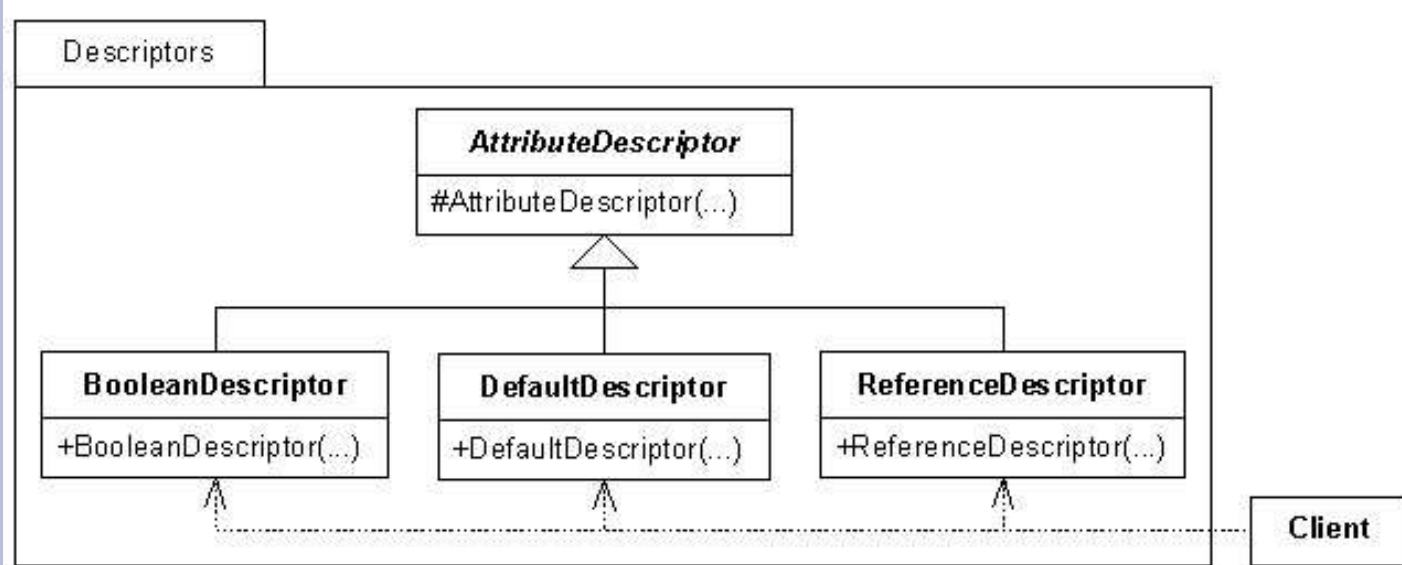 Descriptors
AttributeDescriptor
#AttributeDescriptor(...)
BooleanDescriptor
+BooleanDescriptor(...)
DefaultDescriptor
+DefaultDescriptor(...)
ReferenceDescriptor
+ReferenceDescriptor(...)
Client